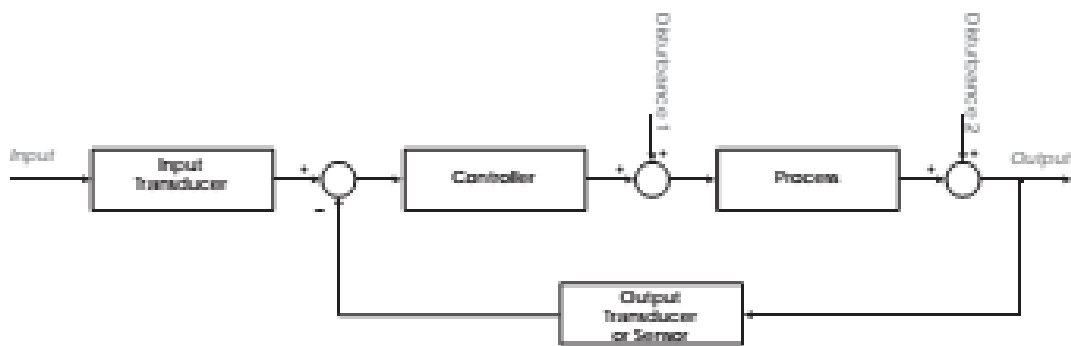 Disturbance 1
Disturbance 2
Input
Input
Transducer
+
−
Controller
+
+
Process
+
+
Output
Output
Transducer
or Sensor